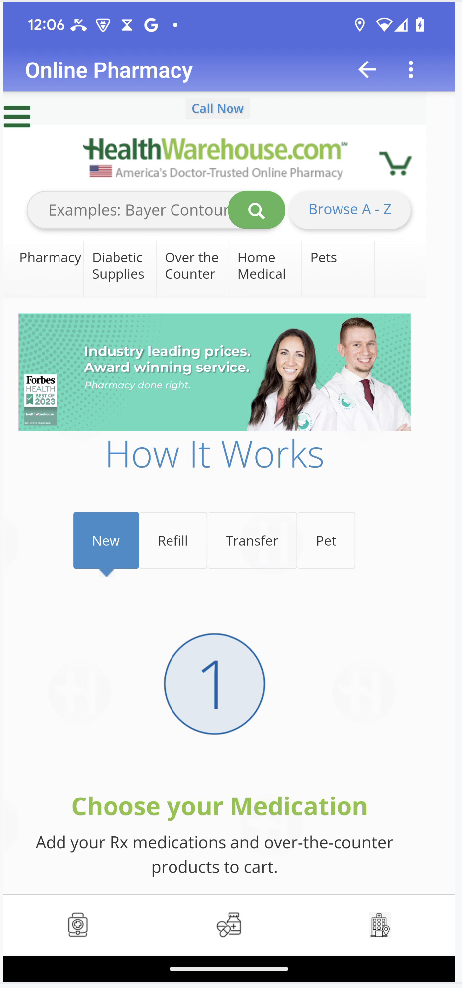 12:06
Online Pharmacy
Call Now
HealthWarehouse.com℠
America's Doctor-Trusted Online Pharmacy
Examples: Bayer Contour
Browse A - Z
Pharmacy
Diabetic
Supplies
Over the
Counter
Home
Medical
Pets
Industry leading prices.
Award winning service.
Pharmacy done right.
Forbes
HEALTH
BEST OF
2023
How It Works
New
Refill
Transfer
Pet
1
Choose your Medication
Add your Rx medications and over-the-counter
products to cart.